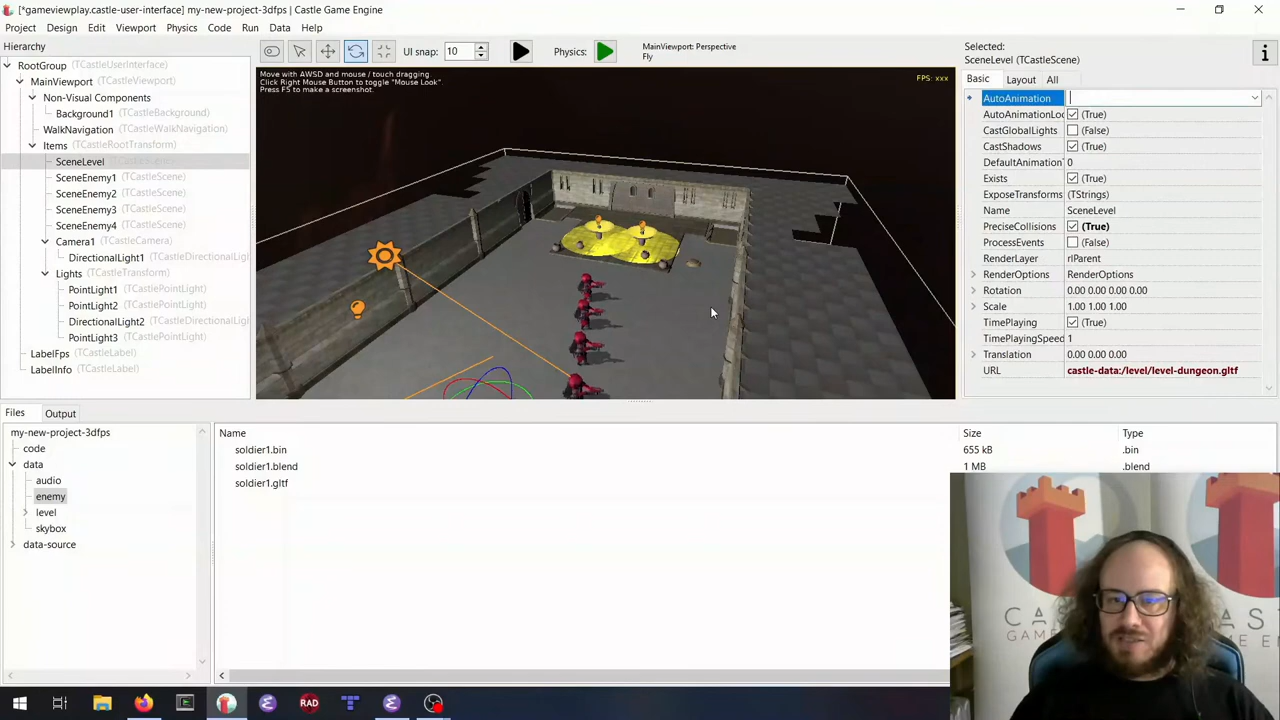 [*gameviewplay.castle-user-interface] my-new-project-3dfps | Castle Game Engine
Project Design Edit Viewport Physics Code Run Data Help
Hierarchy
RootGroup (TCastleUserInterface)
MainViewport (TCastleViewport)
Non-Visual Components
Background1 (TCastleBackground)
WalkNavigation (TCastleWalkNavigation)
Items (TCastleRootTransform)
SceneLevel
SceneEnemy1 (TCastleScene)
SceneEnemy2 (TCastleScene)
SceneEnemy3 (TCastleScene)
SceneEnemy4 (TCastleScene)
Camera1 (TCastleCamera)
DirectionalLight1 (TCastleDirectionalLigh
Lights (TCastleTransform)
PointLight1 (TCastlePointLight)
PointLight2 (TCastlePointLight)
DirectionalLight2 (TCastleDirectionalLigh
PointLight3 (TCastlePointLight)
LabelFps (TCastleLabel)
LabelInfo (TCastleLabel)
UI snap: 10
Physics:
MainViewport: Perspective
Fly
Move with AWSD and mouse / touch dragging.
Click Right Mouse Button to toggle "Mouse Look".
Press F5 to make a screenshot.
FPS: xxx
Selected:
SceneLevel (TCastleScene)
Basic Layout All
AutoAnimation
AutoAnimationLoo (True)
CastGlobalLights (False)
CastShadows (True)
DefaultAnimation 0
Exists (True)
ExposeTransforms (TStrings)
Name SceneLevel
PreciseCollisions (True)
ProcessEvents (False)
RenderLayer rlParent
RenderOptions RenderOptions
Rotation 0.00 0.00 0.00 0.00
Scale 1.00 1.00 1.00
TimePlaying (True)
TimePlayingSpeed 1
Translation 0.00 0.00 0.00
URL castle-data:/level/level-dungeon.gltf
Files Output
my-new-project-3dfps
code
data
audio
enemy
level
skybox
data-source
Name Size Type
soldier1.bin 655 kB .bin
soldier1.blend 1 MB .blend
soldier1.gltf
RAD